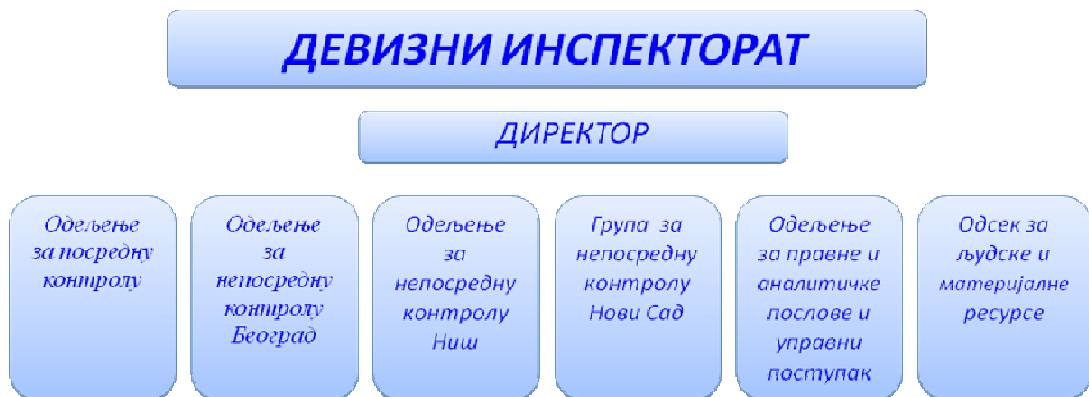 ДЕВИЗНИ ИНСПЕКТОРАТ
ДИРЕКТОР
Одељење
за посредну
контролу
Одељење
за
непосредну
контролу
Београд
Одељење
за
непосредну
контролу
Ниш
Група за
непосредну
контролу
Нови Сад
Одељење
за правне и
аналитичке
послове и
управни
поступак
Одсек за
људске и
материјалне
ресурсе